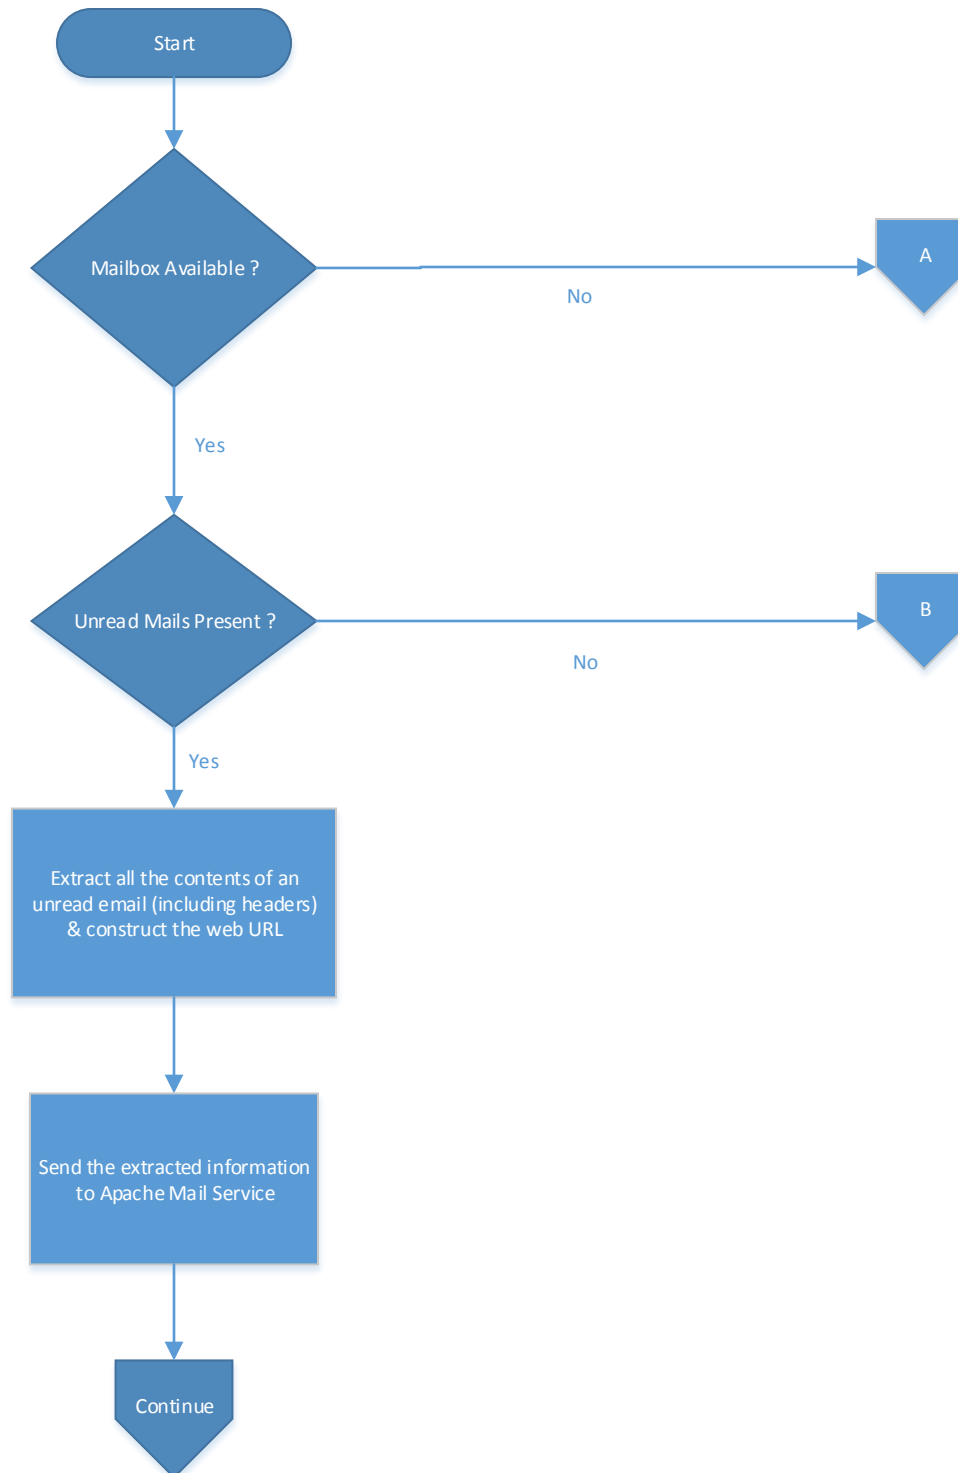 Start
Mailbox Available ?
A
No
Yes
Unread Mails Present ?
B
No
Yes
Extract all the contents of an
unread email (including headers)
& construct the web URL
Send the extracted information
to Apache Mail Service
Continue